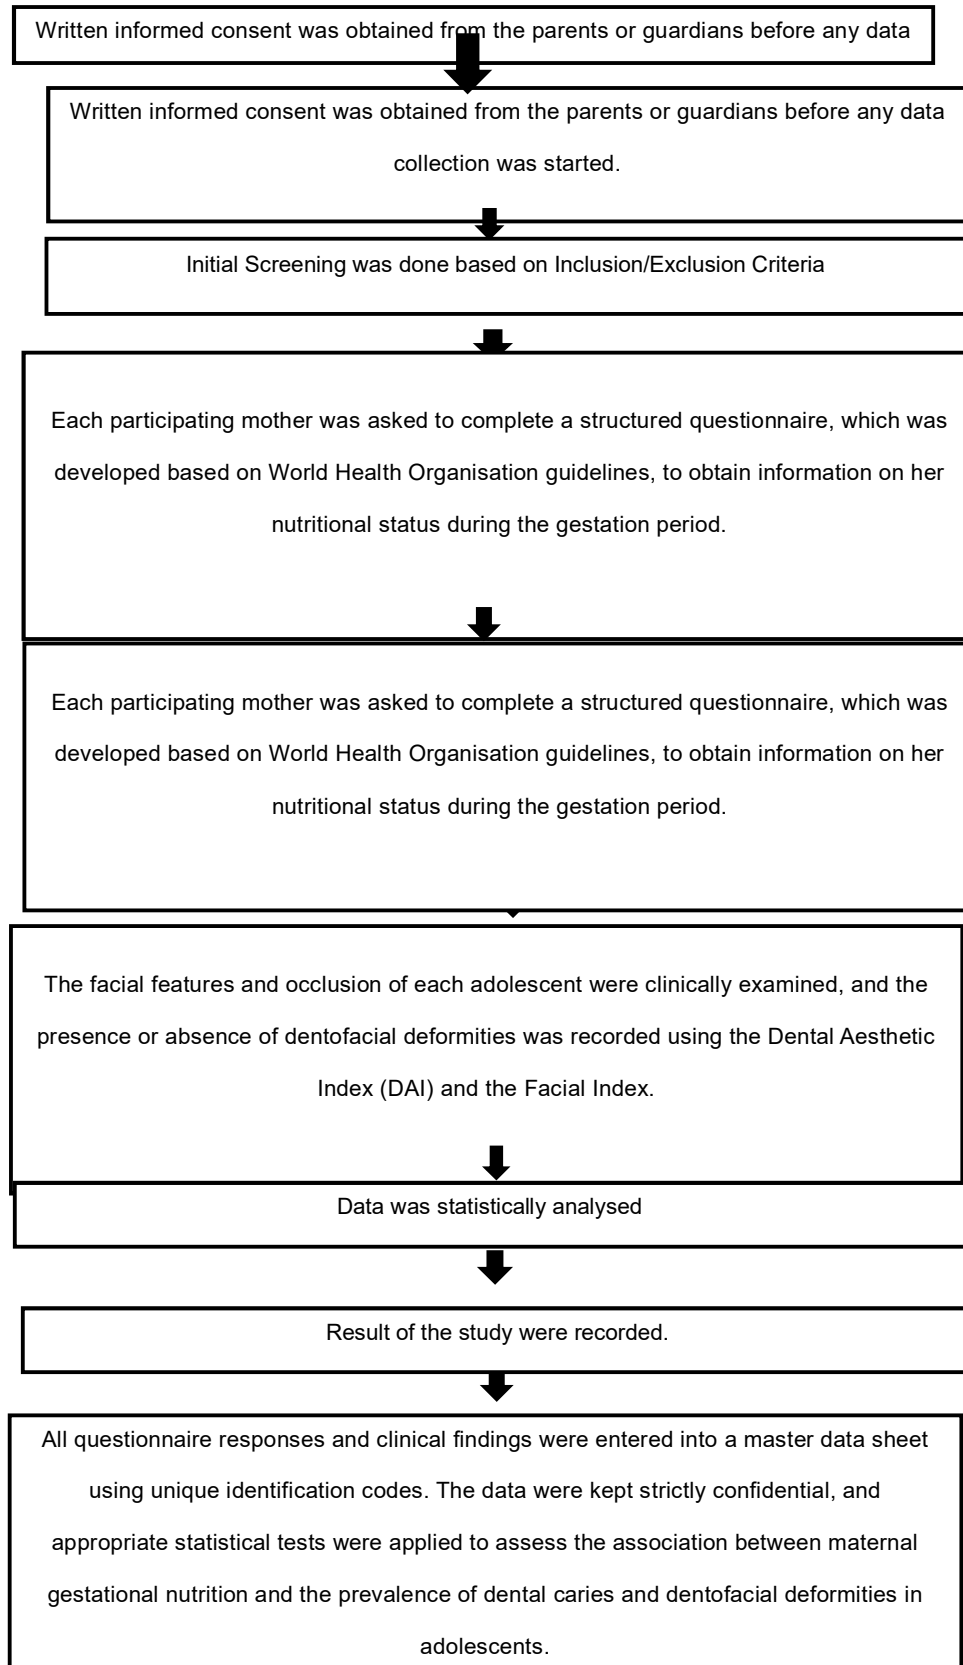 Written informed consent was obtained from the parents or guardians before any data
Written informed consent was obtained from the parents or guardians before any data
collection was started.
Initial Screening was done based on Inclusion/Exclusion Criteria
Each participating mother was asked to complete a structured questionnaire, which was
developed based on World Health Organisation guidelines, to obtain information on her
nutritional status during the gestation period.
Each participating mother was asked to complete a structured questionnaire, which was
developed based on World Health Organisation guidelines, to obtain information on her
nutritional status during the gestation period.
The facial features and occlusion of each adolescent were clinically examined, and the
presence or absence of dentofacial deformities was recorded using the Dental Aesthetic
Index (DAI) and the Facial Index.
Data was statistically analysed
Result of the study were recorded.
All questionnaire responses and clinical findings were entered into a master data sheet
using unique identification codes. The data were kept strictly confidential, and
appropriate statistical tests were applied to assess the association between maternal
gestational nutrition and the prevalence of dental caries and dentofacial deformities in
adolescents.